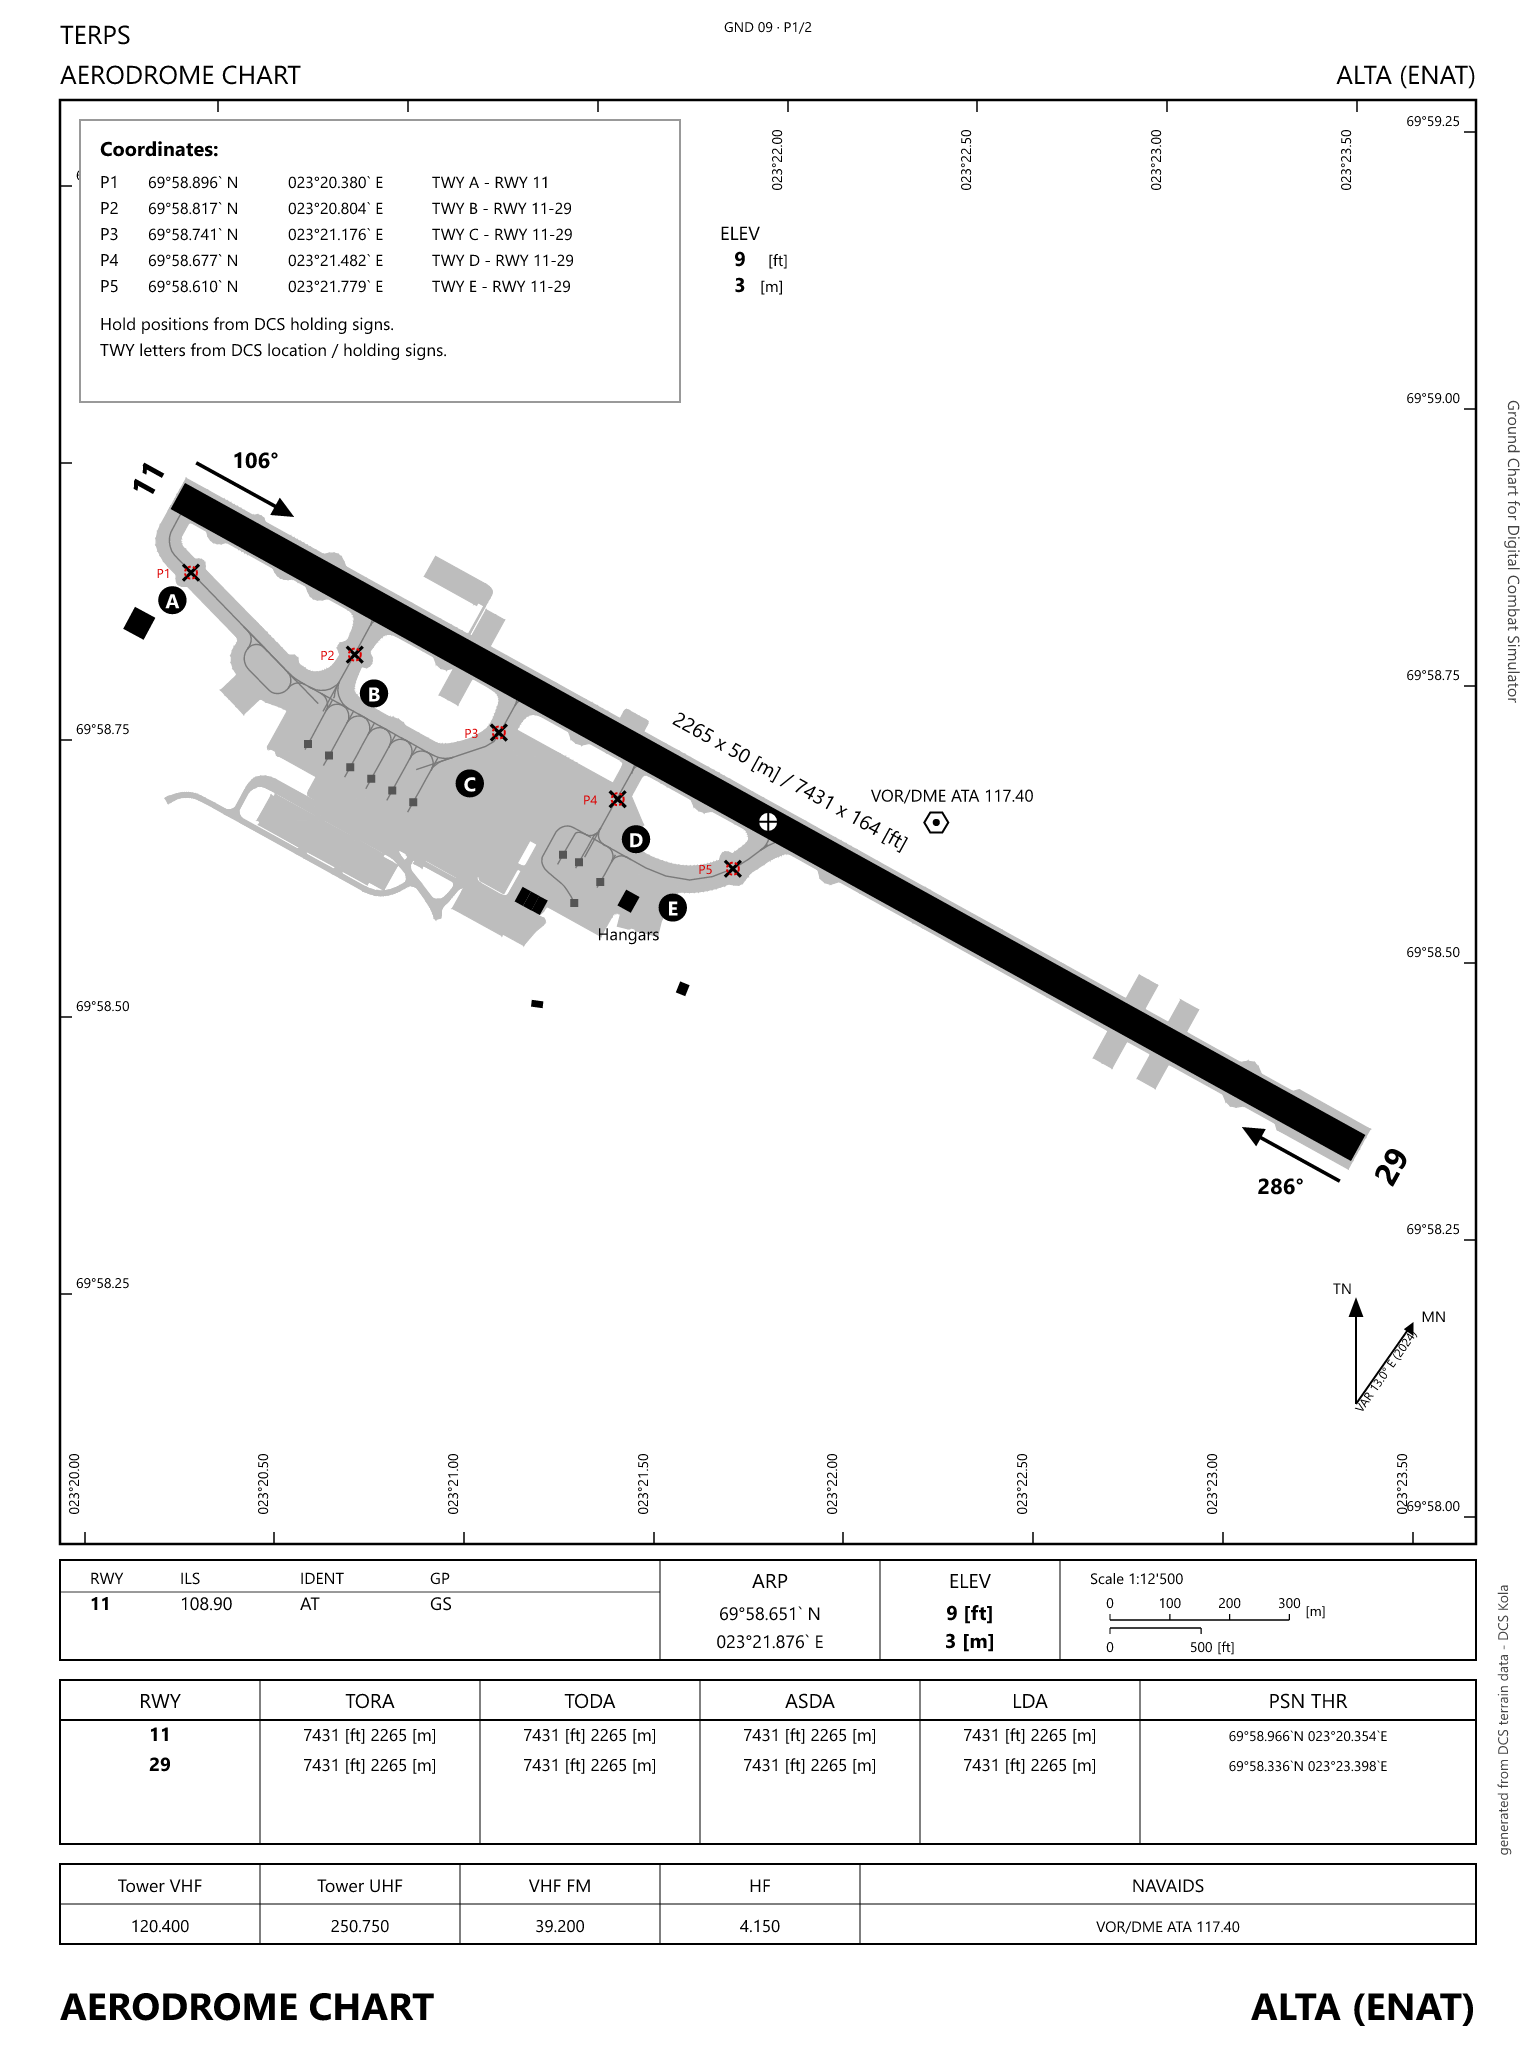 GND 09 · P1/2
TERPS
AERODROME CHART
ALTA (ENAT)
Coordinates:
P1 69°58.896` N 023°20.380` E TWY A - RWY 11
P2 69°58.817` N 023°20.804` E TWY B - RWY 11-29
P3 69°58.741` N 023°21.176` E TWY C - RWY 11-29
P4 69°58.677` N 023°21.482` E TWY D - RWY 11-29
P5 69°58.610` N 023°21.779` E TWY E - RWY 11-29
Hold positions from DCS holding signs.
TWY letters from DCS location / holding signs.
023°22.00
023°22.50
023°23.00
023°23.50
69°59.25
ELEV
9 [ft]
3 [m]
69°59.00
Ground Chart for Digital Combat Simulator
11
106°
P1
A
P2
B
69°58.75
69°58.75
P3
C
2265 x 50 [m] / 7431 x 164 [ft]
VOR/DME ATA 117.40
P4
D
P5
E
Hangars
69°58.50
69°58.50
29
286°
69°58.25
69°58.25
TN
MN
VAR 13.0° E (2024)
023°20.00
023°20.50
023°21.00
023°21.50
023°22.00
023°22.50
023°23.00
023°23.50
69°58.00
RWY ILS IDENT GP
11 108.90 AT GS
ARP
69°58.651` N
023°21.876` E
ELEV
9 [ft]
3 [m]
Scale 1:12'500
0 100 200 300 [m]
0 500 [ft]
generated from DCS terrain data - DCS Kola
RWY TORA TODA ASDA LDA PSN THR
11 7431 [ft] 2265 [m] 7431 [ft] 2265 [m] 7431 [ft] 2265 [m] 7431 [ft] 2265 [m] 69°58.966`N 023°20.354`E
29 7431 [ft] 2265 [m] 7431 [ft] 2265 [m] 7431 [ft] 2265 [m] 7431 [ft] 2265 [m] 69°58.336`N 023°23.398`E
Tower VHF Tower UHF VHF FM HF NAVAIDS
120.400 250.750 39.200 4.150 VOR/DME ATA 117.40
AERODROME CHART
ALTA (ENAT)